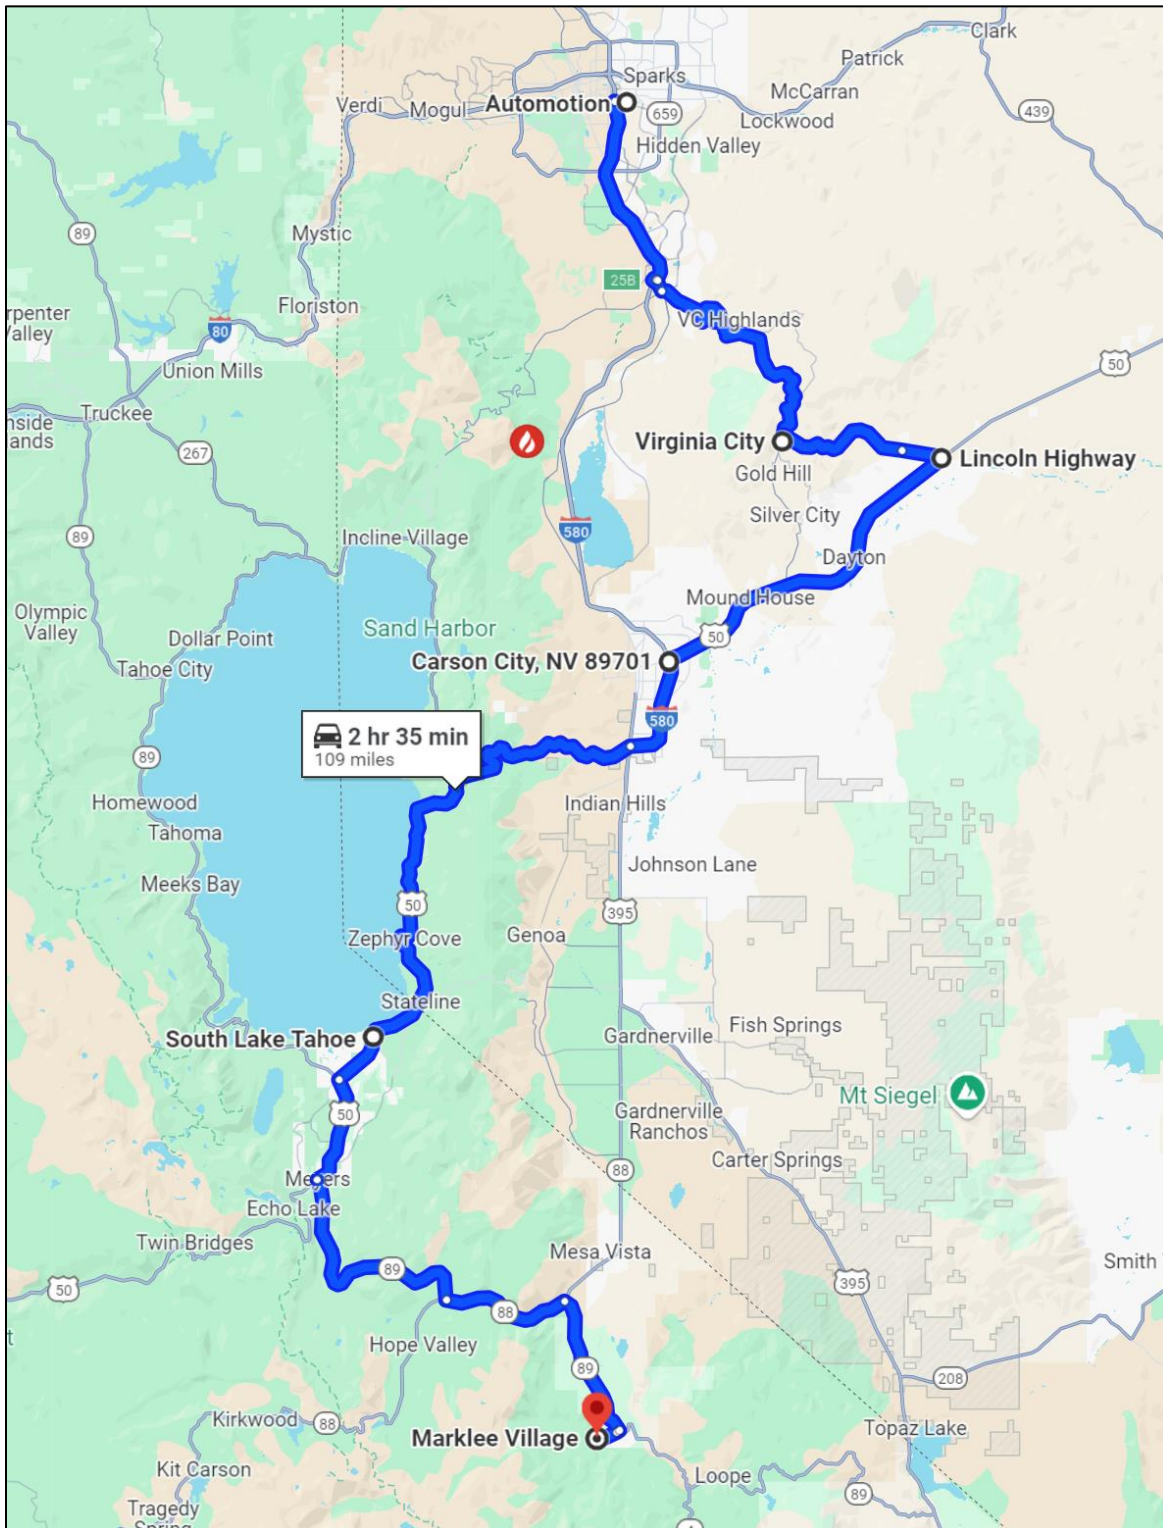 Clark
Patrick
Sparks
McCarran
Verdi
Mogul
Automotion
659
Lockwood
439
Hidden Valley
89
Mystic
25B
Floriston
VC Highlands
rpenter
Valley
80
Union Mills
50
Truckee
nside
ands
267
Virginia City
Lincoln Highway
Gold Hill
Silver City
580
89
Incline Village
Dayton
Mound House
Olympic
Valley
Dollar Point
Sand Harbor
50
Tahoe City
Carson City, NV 89701
580
2 hr 35 min
109 miles
89
Homewood
Indian Hills
Tahoma
Johnson Lane
Meeks Bay
50
395
Zephyr Cove
Genoa
Stateline
Fish Springs
South Lake Tahoe
Gardnerville
Mt Siegel
50
Gardnerville
Ranchos
Carter Springs
88
Meyers
Echo Lake
Twin Bridges
Mesa Vista
Smith
89
395
50
88
t
Hope Valley
89
208
Kirkwood
88
Topaz Lake
Marklee Village
Kit Carson
Loope
89
Tragedy
Spring
4